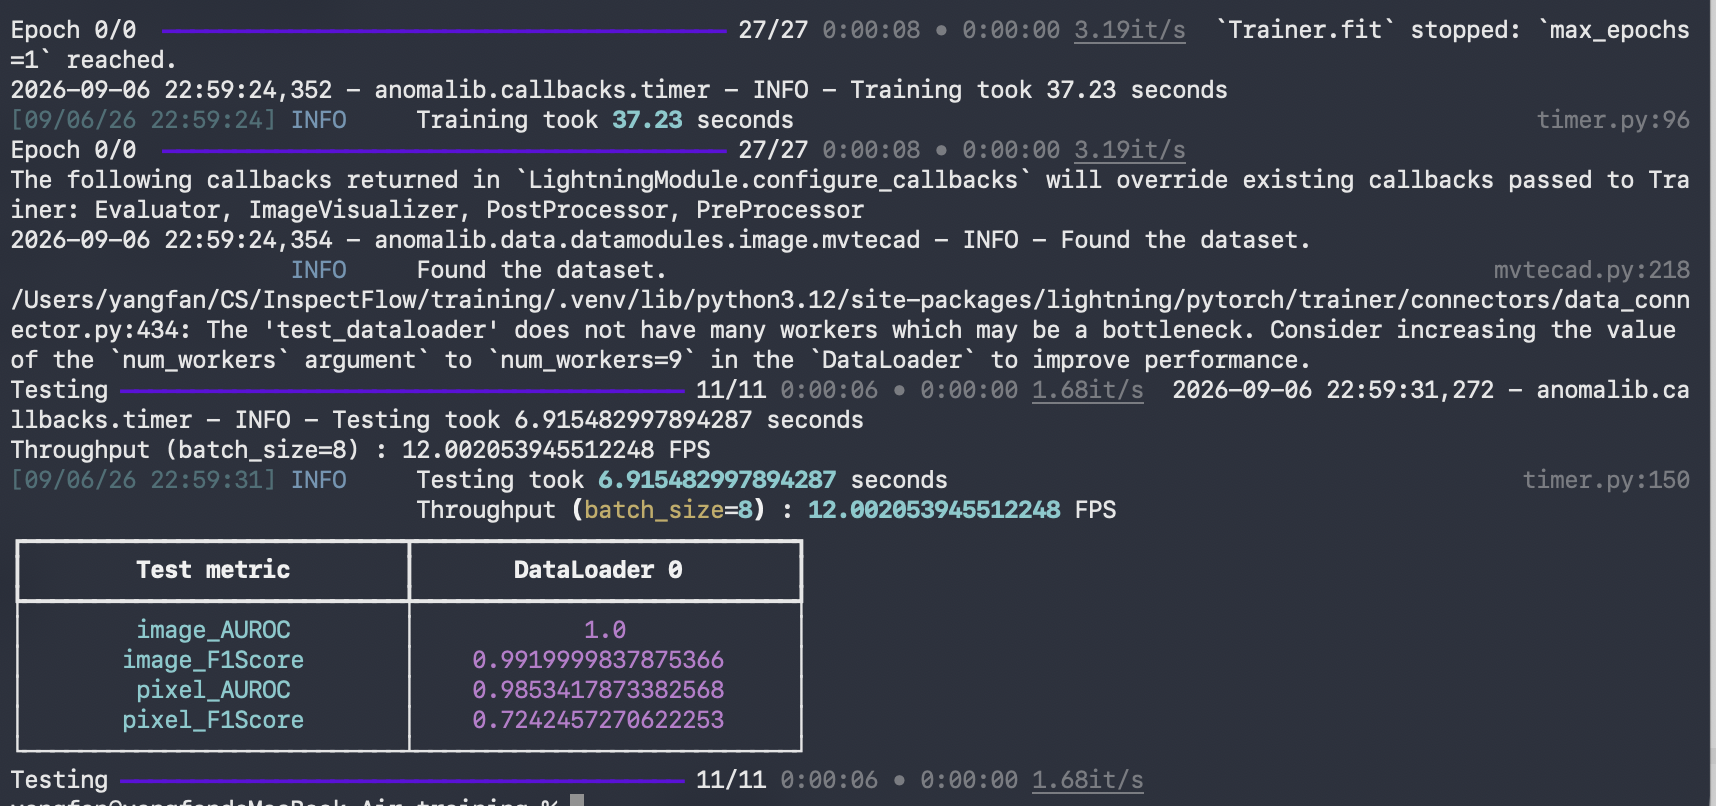 Epoch 0/0 27/27 0:00:08 • 0:00:00 3.19it/s `Trainer.fit` stopped: `max_epochs
=1` reached.
2026-09-06 22:59:24,352 - anomalib.callbacks.timer - INFO - Training took 37.23 seconds
[09/06/26 22:59:24] INFO Training took 37.23 seconds timer.py:96
Epoch 0/0 27/27 0:00:08 • 0:00:00 3.19it/s
The following callbacks returned in `LightningModule.configure_callbacks` will override existing callbacks passed to Tra
iner: Evaluator, ImageVisualizer, PostProcessor, PreProcessor
2026-09-06 22:59:24,354 - anomalib.data.datamodules.image.mvtecad - INFO - Found the dataset.
INFO Found the dataset. mvtecad.py:218
/Users/yangfan/CS/InspectFlow/training/.venv/lib/python3.12/site-packages/lightning/pytorch/trainer/connectors/data_conn
ector.py:434: The 'test_dataloader' does not have many workers which may be a bottleneck. Consider increasing the value
of the `num_workers` argument` to `num_workers=9` in the `DataLoader` to improve performance.
Testing 11/11 0:00:06 • 0:00:00 1.68it/s 2026-09-06 22:59:31,272 - anomalib.ca
llbacks.timer - INFO - Testing took 6.915482997894287 seconds
Throughput (batch_size=8) : 12.002053945512248 FPS
[09/06/26 22:59:31] INFO Testing took 6.915482997894287 seconds timer.py:150
Throughput (batch_size=8) : 12.002053945512248 FPS
Test metric DataLoader 0
image_AUROC 1.0
image_F1Score 0.9919999837875366
pixel_AUROC 0.9853417873382568
pixel_F1Score 0.7242457270622253
Testing 11/11 0:00:06 • 0:00:00 1.68it/s
yangfan@yangfandeMacBook-Air training %